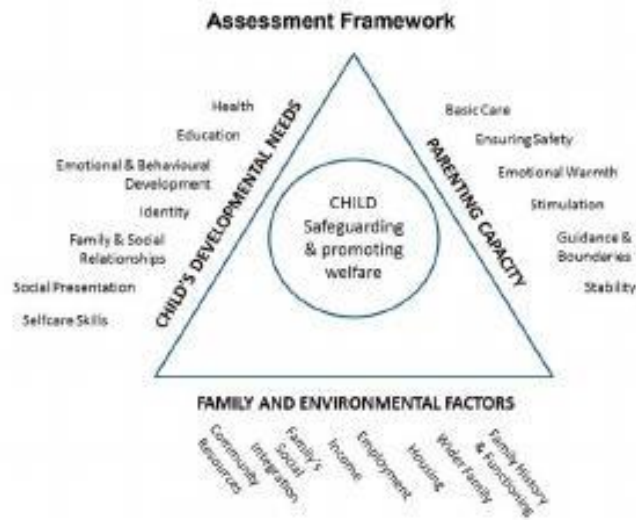 Assessment Framework
Health
Education
Emotional & Behavioural
Development
Identity
Family & Social
Relationships
Social Presentation
Selfcare Skills
CHILD'S DEVELOPMENTAL NEEDS
CHILD
Safeguarding
& promoting
welfare
PARENTING CAPACITY
Basic Care
Ensuring Safety
Emotional Warmth
Stimulation
Guidance &
Boundaries
Stability
FAMILY AND ENVIRONMENTAL FACTORS
Community
Resources
Family's
Social
Integration
Income
Employment
Housing
Wider Family
Family History
& Functioning